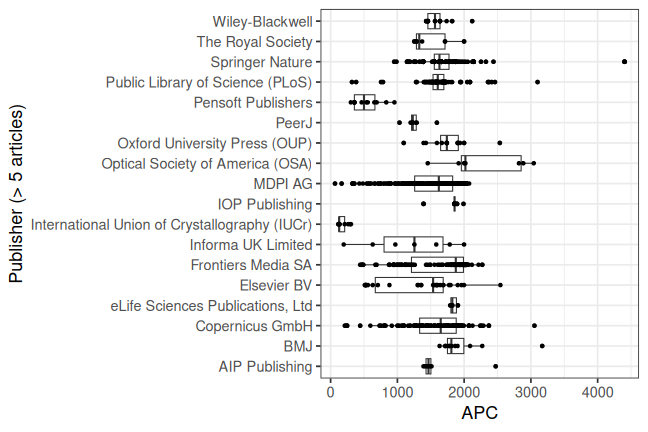 Publisher (> 5 articles)
Wiley-Blackwell
The Royal Society
Springer Nature
Public Library of Science (PLoS)
Pensoft Publishers
PeerJ
Oxford University Press (OUP)
Optical Society of America (OSA)
MDPI AG
IOP Publishing
International Union of Crystallography (IUCr)
Informa UK Limited
Frontiers Media SA
Elsevier BV
eLife Sciences Publications, Ltd
Copernicus GmbH
BMJ
AIP Publishing
0 1000 2000 3000 4000
APC